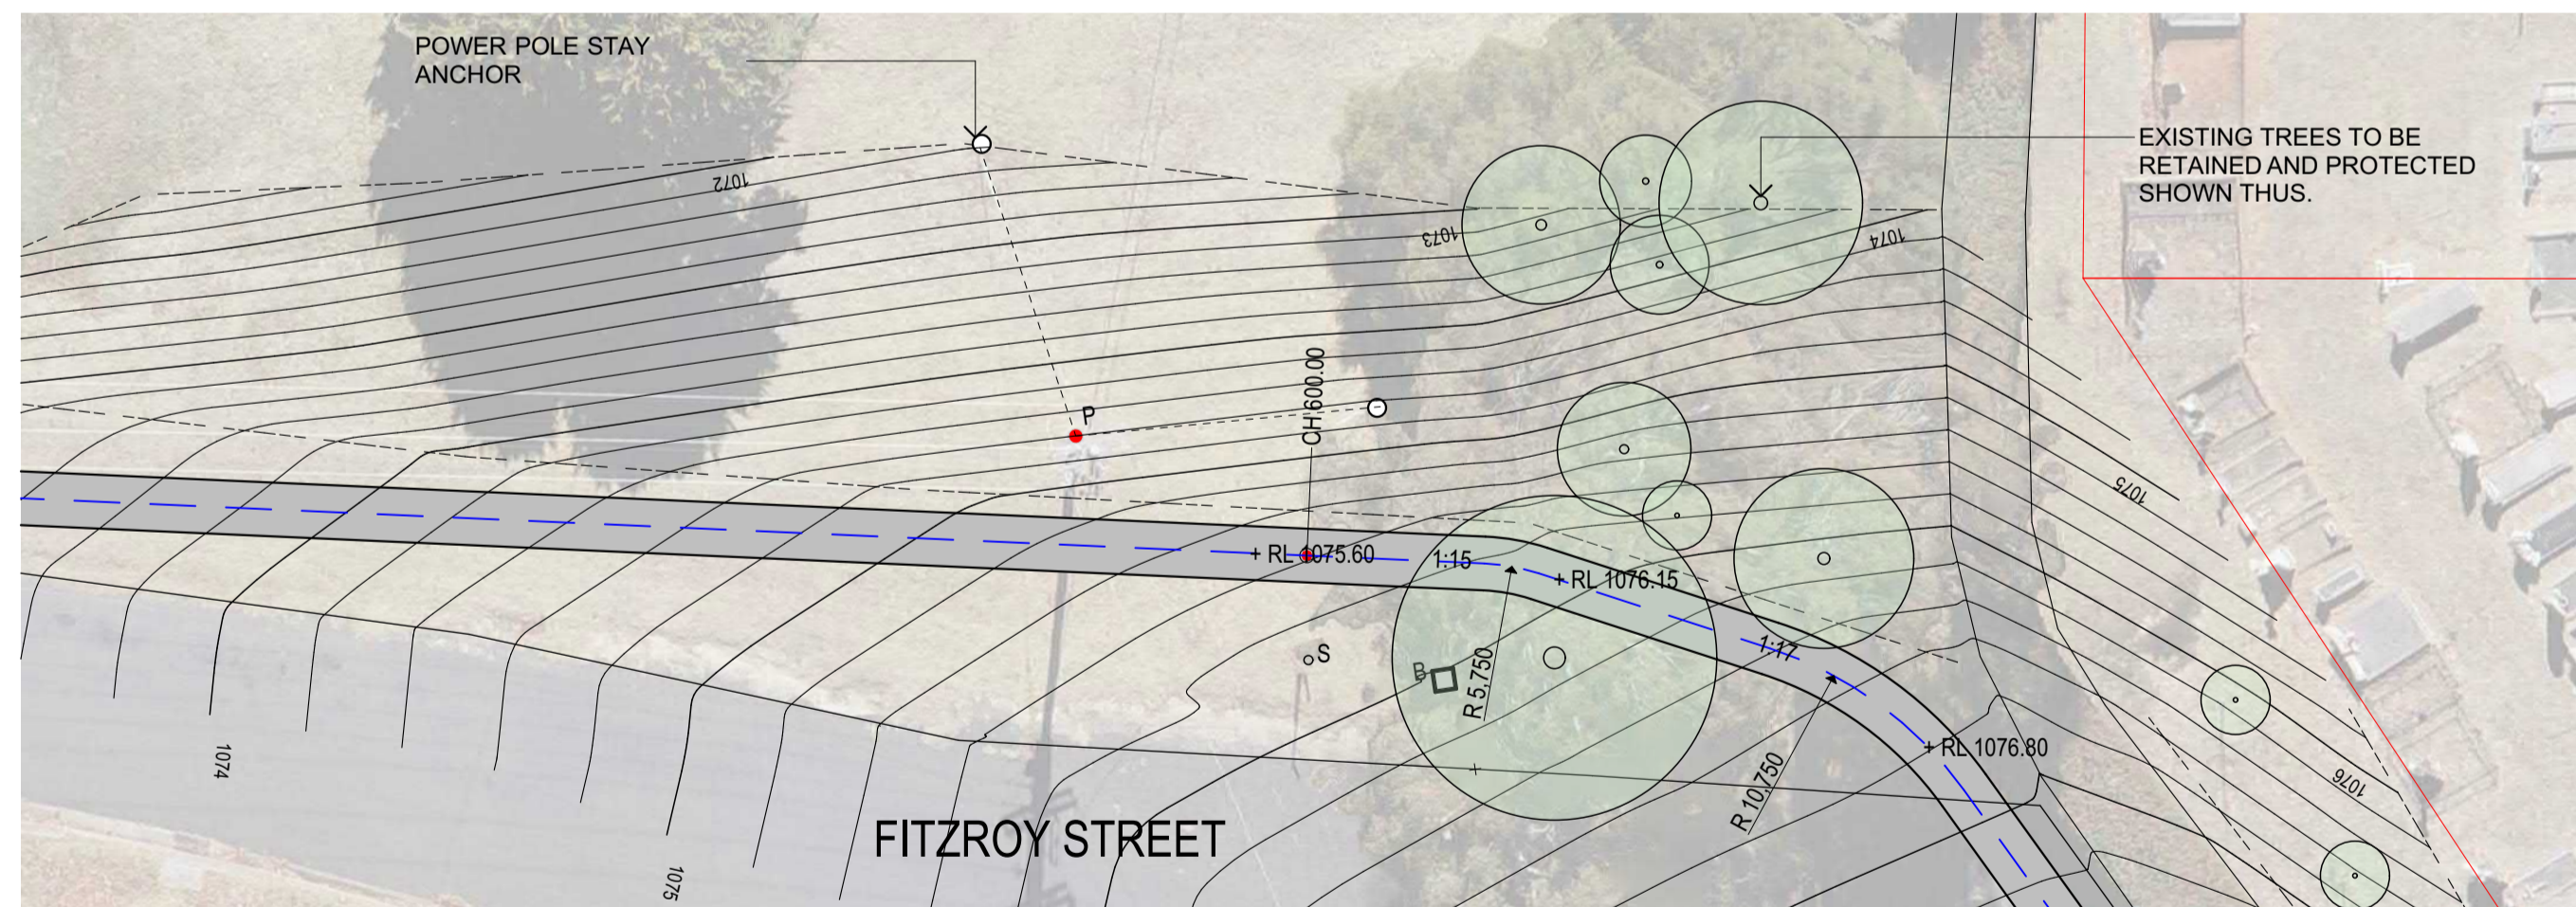 POWER POLE STAY
ANCHOR
EXISTING TREES TO BE
RETAINED AND PROTECTED
SHOWN THUS.
1072
1073
1074
CH 600.00
P
1075
+ RL 1075.60
1:15
+ RL 1076.15
1:17
S
B
R 5,750
R 10,750
+ RL 1076.80
1074
1076
FITZROY STREET
1075